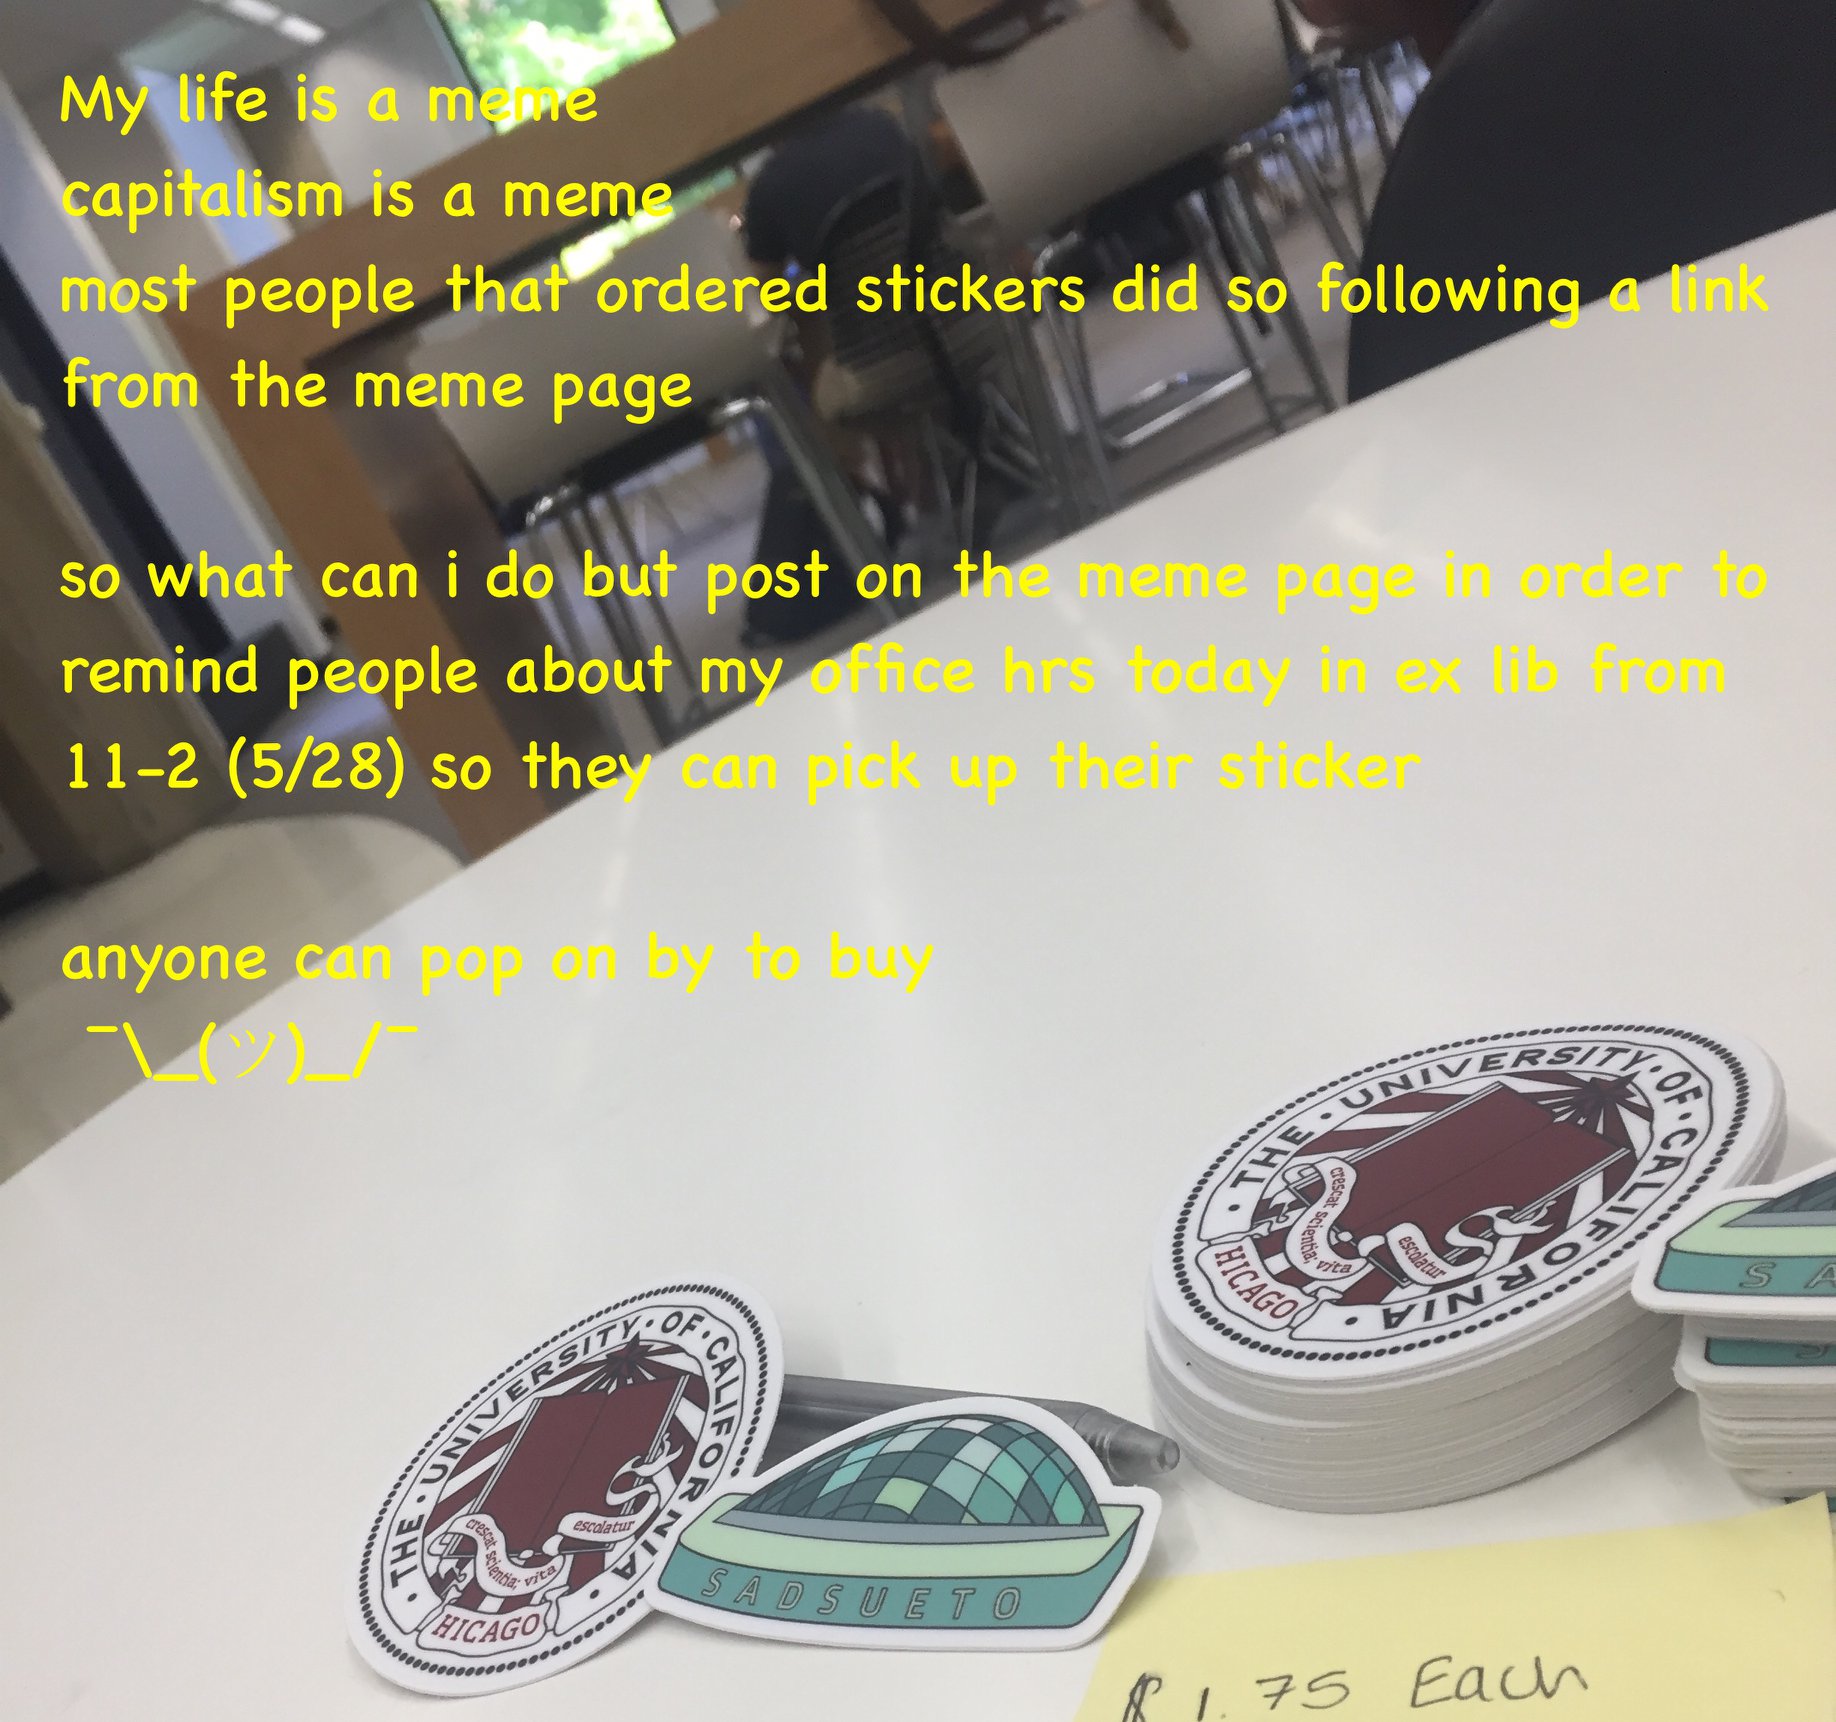 My life is a meme
capitalism is a meme
most people that ordered stickers did so following a link
from the meme page
so what can i do but post on the meme page in order to
remind people about my office hrs today in ex lib from
11-2 (5/28) so they can pick up their sticker
anyone can pop on by to buy
¯\_(ツ)_/¯
· THE · UNIVERSITY · OF · CALIFORNIA ·
crescat scientia; vita
escolatur
HICAGO
SA
· THE · UNIVERSITY · OF · CALIFORNIA ·
crescat scientia; vita
escolatur
HICAGO
SADSUETO
$1.75 Each